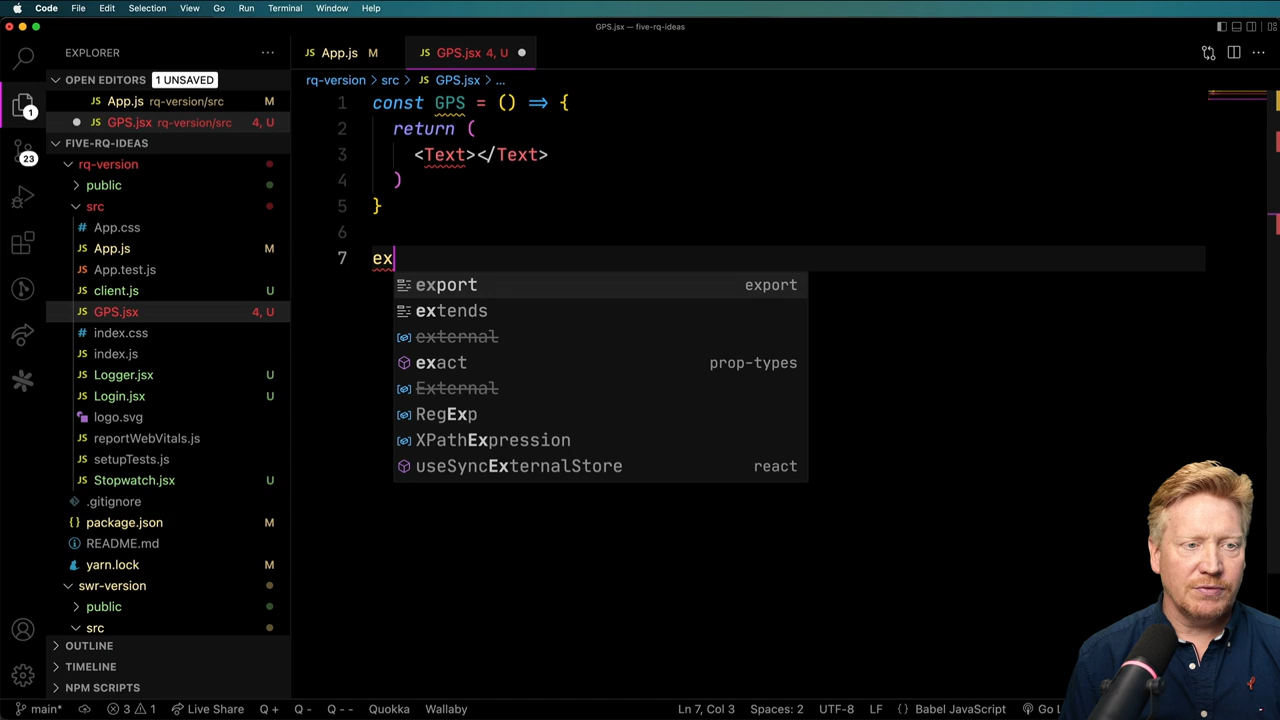 Code File Edit Selection View Go Run Terminal Window Help
GPS.jsx — five-rq-ideas
EXPLORER
OPEN EDITORS 1 UNSAVED
JS App.js rq-version/src M
JS GPS.jsx rq-version/src 4, U
FIVE-RQ-IDEAS
rq-version
public
src
# App.css
JS App.js M
JS App.test.js
JS client.js U
JS GPS.jsx 4, U
# index.css
JS index.js
JS Logger.jsx U
JS Login.jsx U
logo.svg
JS reportWebVitals.js
JS setupTests.js
JS Stopwatch.jsx U
.gitignore
{} package.json M
README.md
yarn.lock M
swr-version
public
src
OUTLINE
TIMELINE
NPM SCRIPTS
1
23
JS App.js M
JS GPS.jsx 4, U
rq-version > src > JS GPS.jsx > ...
1 const GPS = () => {
2 return (
3 <Text></Text>
4 )
5 }
6
7 ex
export export
extends
external
exact prop-types
External
RegExp
XPathExpression
useSyncExternalStore react
main* 3 1 Live Share Q + Q - Q - - Quokka Wallaby Ln 7, Col 3 Spaces: 2 UTF-8 LF {} Babel JavaScript Go L